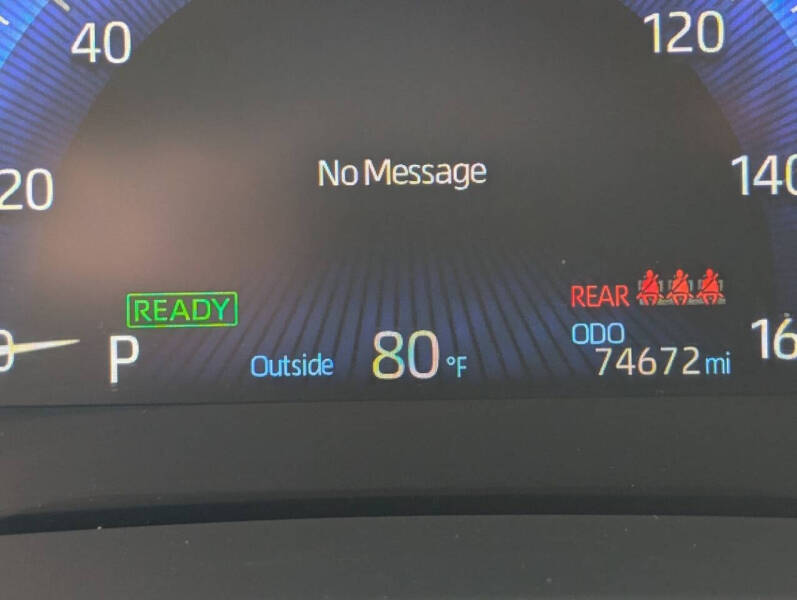 40
120
20
No Message
140
READY
REAR
ODO
P
Outside
80 °F
74672 mi